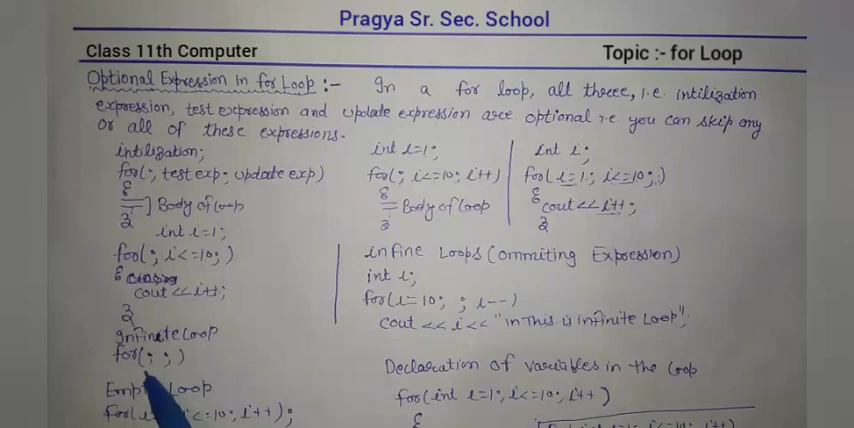 Pragya Sr. Sec. School
Class 11th Computer
Topic :- for Loop
Optional Expression in for Loop :- In a for loop, all threee, i.e. intilization
expression, test expression and update expression are optional i.e you can skip any
or all of these expressions.
intilization;
for(; test exp; update exp)
{
] Body of loop
}
int i=1;
for(; i<=10; )
{
cout << i++;
}
Infinite Loop
for(; ; )
Loop
<=10; i++);
int i=1;
for(; i<=10; i++)
{
Body of loop
}
int i;
for(i=1; i<=10; )
{
cout << i++;
}
infine Loops (ommiting Expression)
int i;
for(i=10; ; i--)
cout << i << "\n This is infinite Loop";
Declaration of variables in the loop
for(int i=1; i<=10; i++)
{